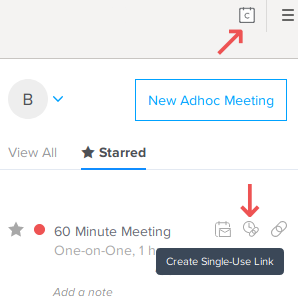 C
B
New Adhoc Meeting
View All
Starred
60 Minute Meeting
One-on-One, 1 h
Create Single-Use Link
Add a note